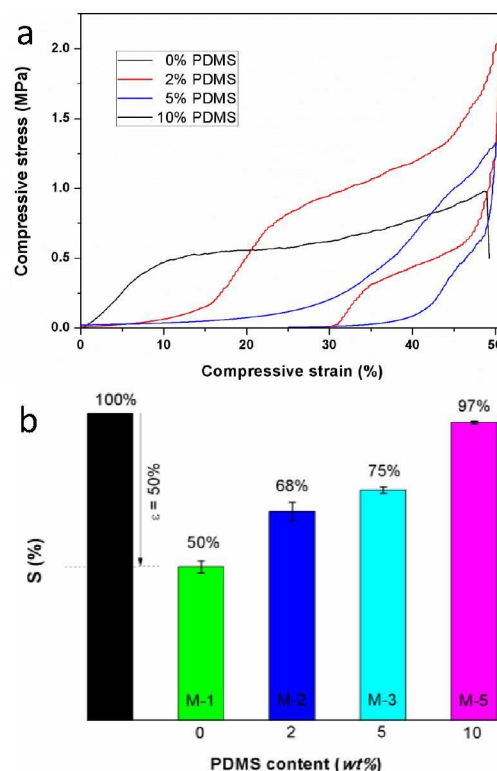 a
2.0
1.5
1.0
0.5
0.0
Compressive stress (MPa)
0% PDMS
2% PDMS
5% PDMS
10% PDMS
0 10 20 30 40 50
Compressive strain (%)
b
100%
ε = 50%
50%
68%
75%
97%
S (%)
M-1 M-2 M-3 M-5
0 2 5 10
PDMS content (wt%)